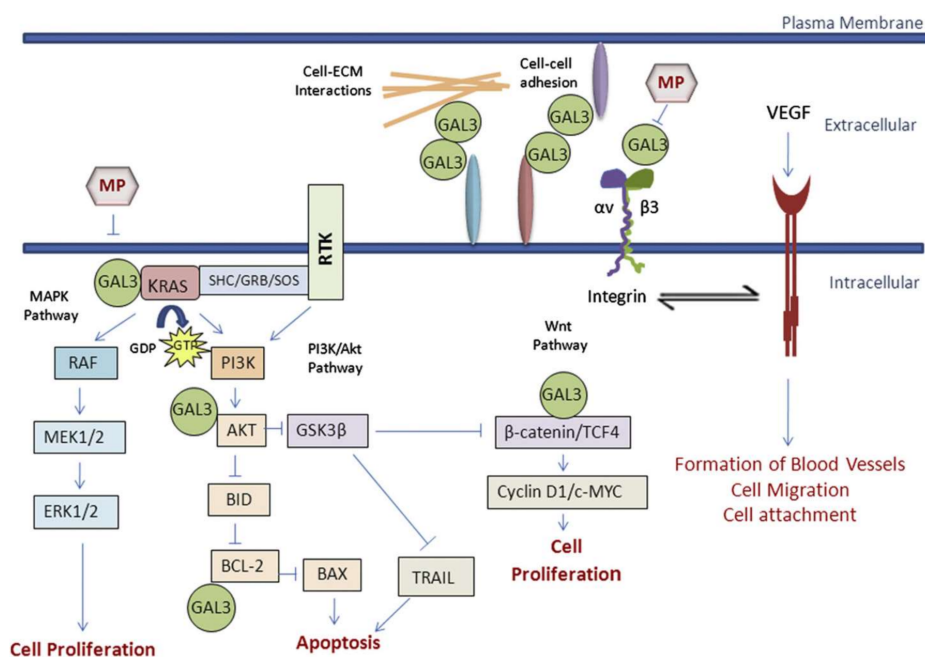 Plasma Membrane
Cell-ECM
Interactions
Cell-cell
adhesion
MP
VEGF
Extracellular
GAL3
GAL3
GAL3
GAL3
GAL3
MP
αv
β3
RTK
Integrin
Intracellular
GAL3
KRAS
SHC/GRB/SOS
MAPK
Pathway
GDP
GTP
RAF
PI3K
PI3K/Akt
Pathway
Wnt
Pathway
GAL3
GAL3
MEK1/2
AKT
GSK3β
β-catenin/TCF4
Formation of Blood Vessels
Cell Migration
Cell attachment
ERK1/2
BID
Cyclin D1/c-MYC
BCL-2
BAX
TRAIL
Cell
Proliferation
GAL3
Cell Proliferation
Apoptosis